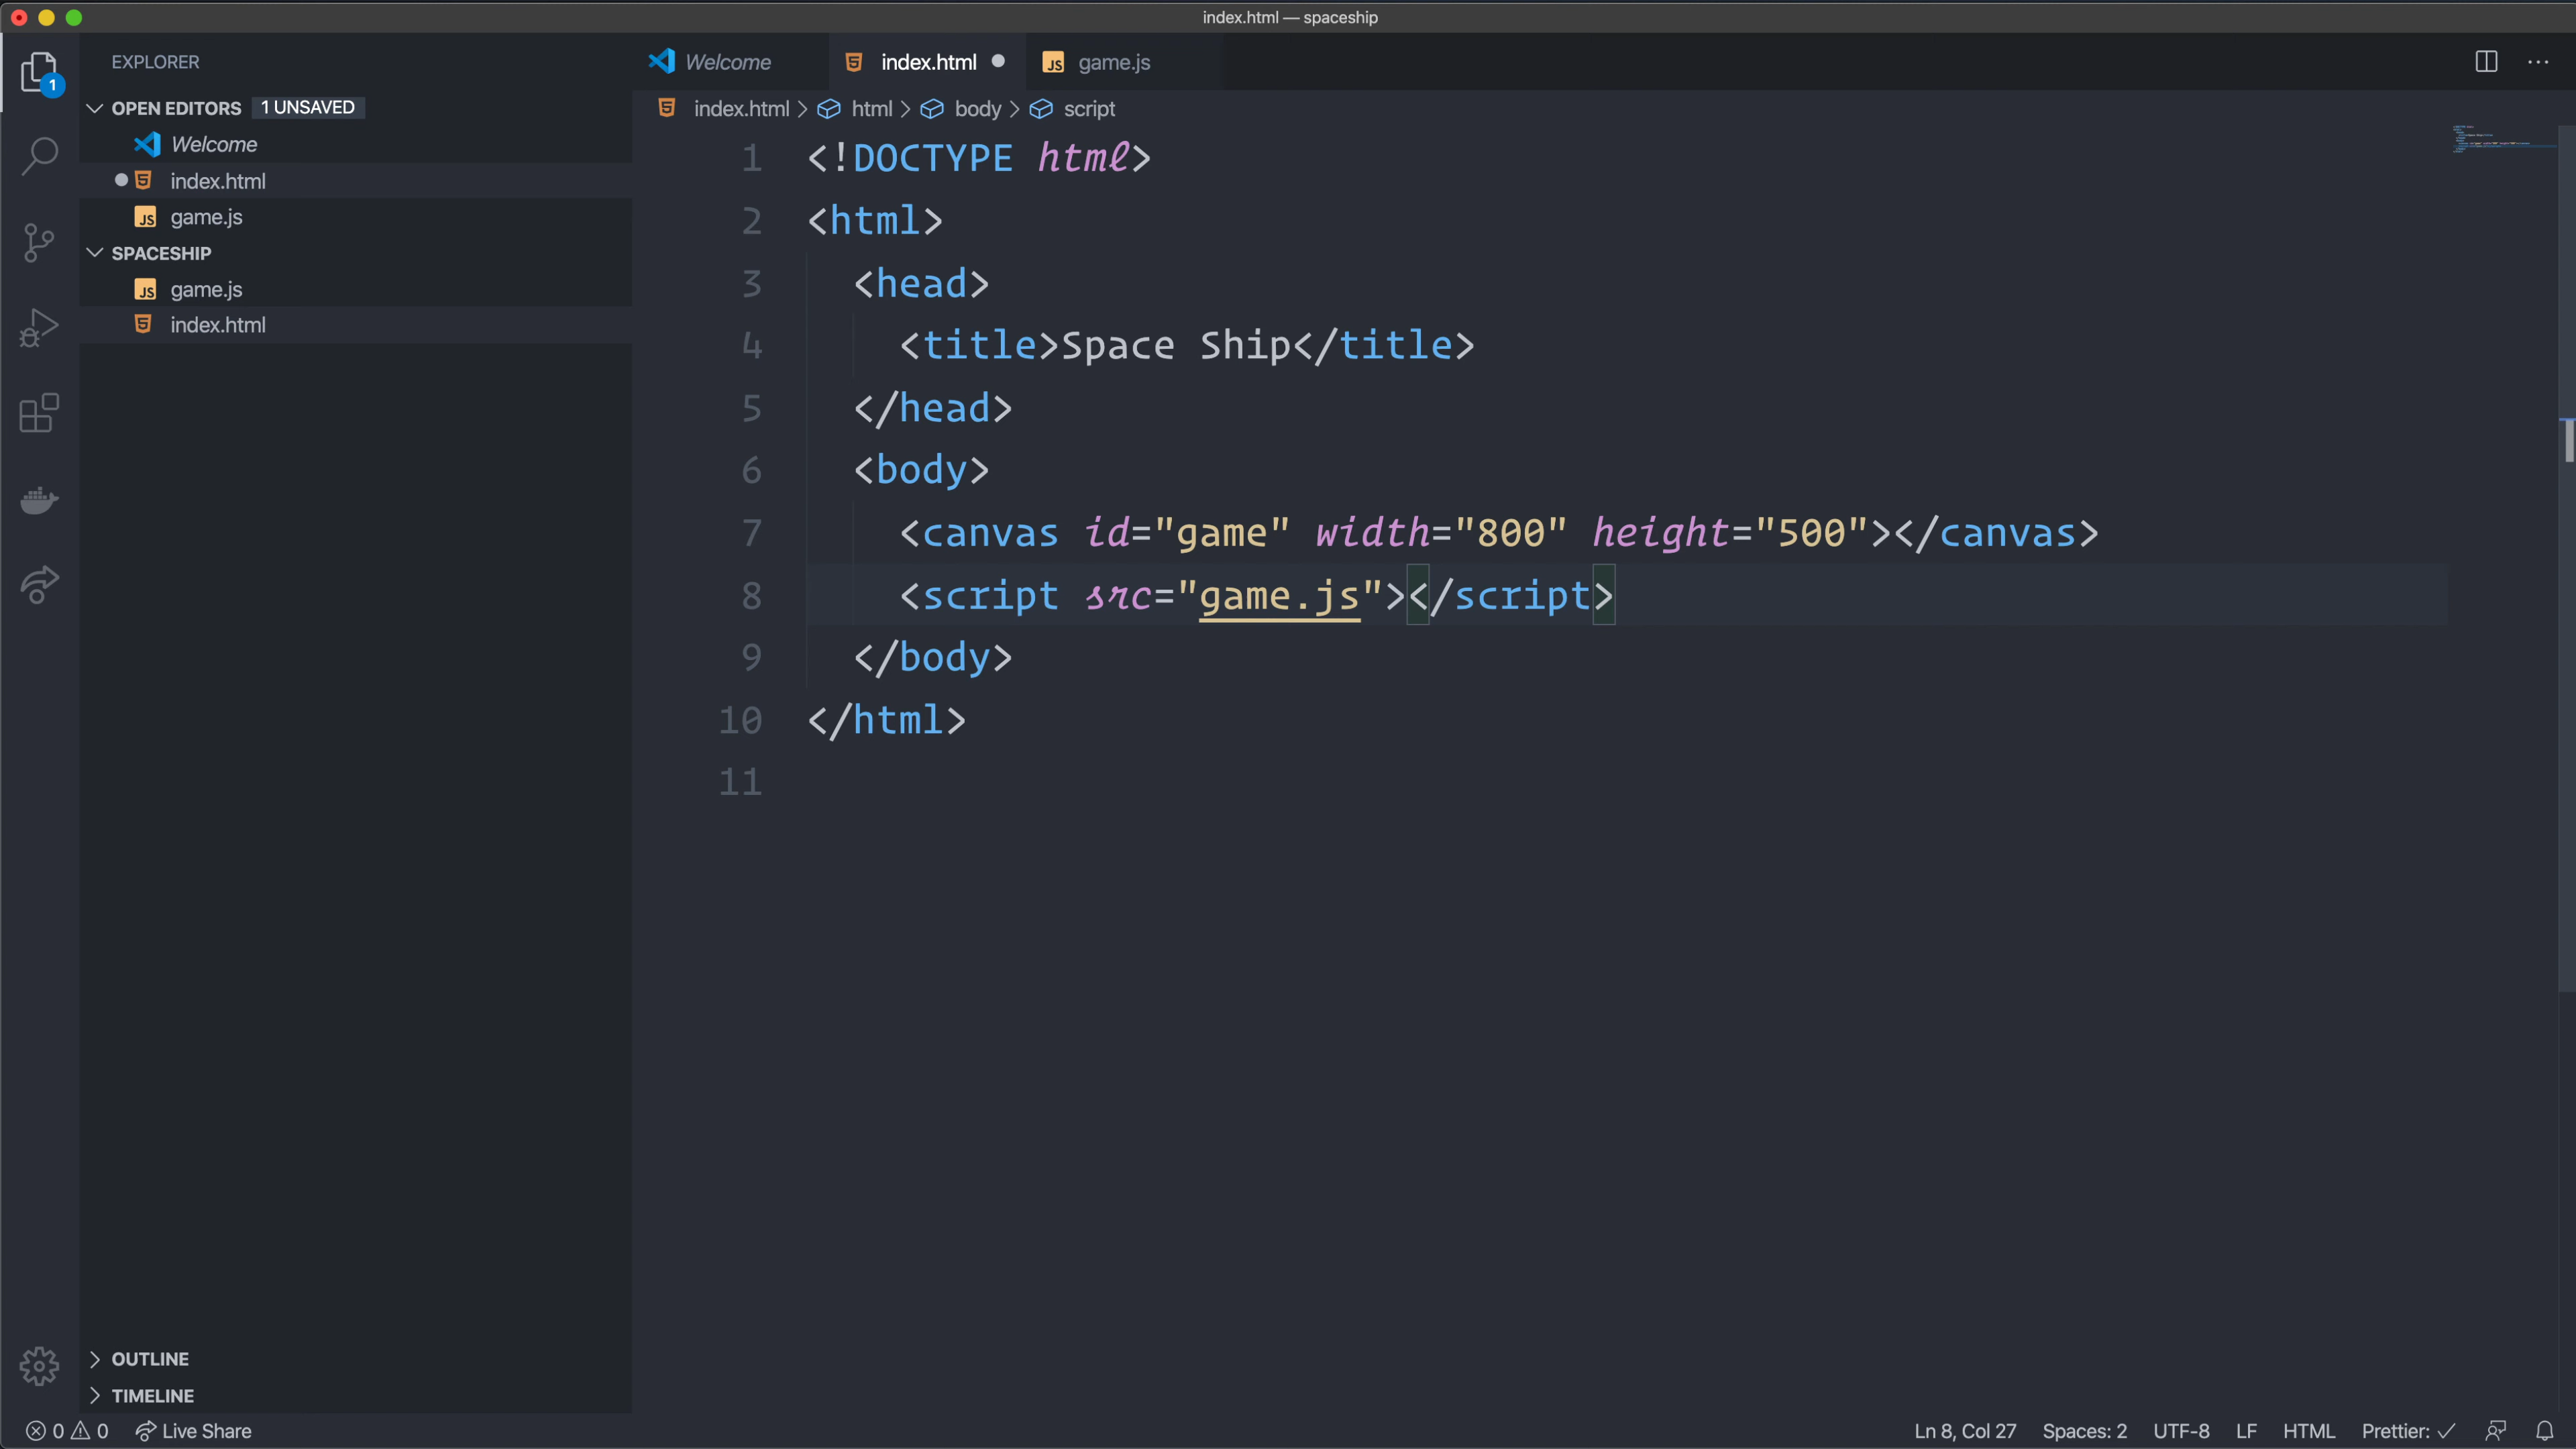 index.html — spaceship
EXPLORER
1
OPEN EDITORS 1 UNSAVED
Welcome
index.html
JS game.js
SPACESHIP
JS game.js
index.html
OUTLINE
TIMELINE
Welcome index.html JS game.js
index.html > html > body > script
1 <!DOCTYPE html>
2 <html>
3 <head>
4 <title>Space Ship</title>
5 </head>
6 <body>
7 <canvas id="game" width="800" height="500"></canvas>
8 <script src="game.js"></script>
9 </body>
10 </html>
11
0 0 Live Share Ln 8, Col 27 Spaces: 2 UTF-8 LF HTML Prettier: ✓